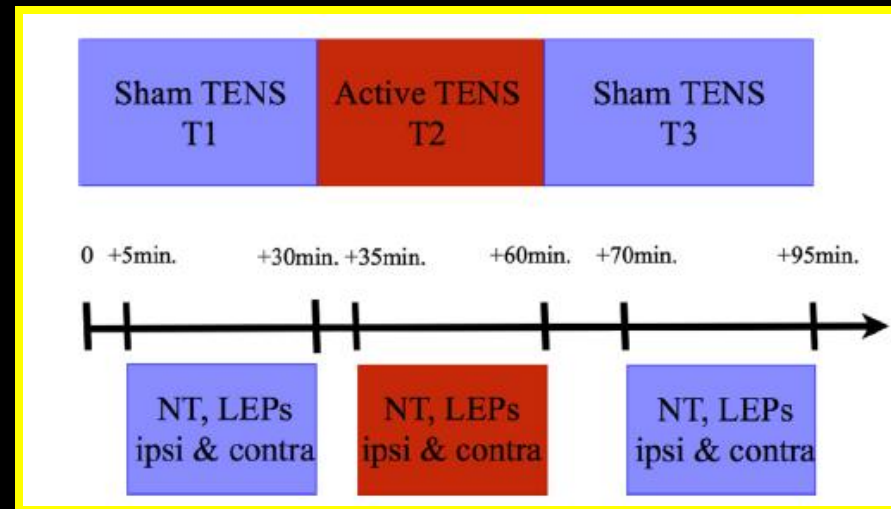 Sham TENS
T1
Active TENS
T2
Sham TENS
T3
0 +5min. +30min. +35min. +60min. +70min. +95min.
NT, LEPs
ipsi & contra
NT, LEPs
ipsi & contra
NT, LEPs
ipsi & contra